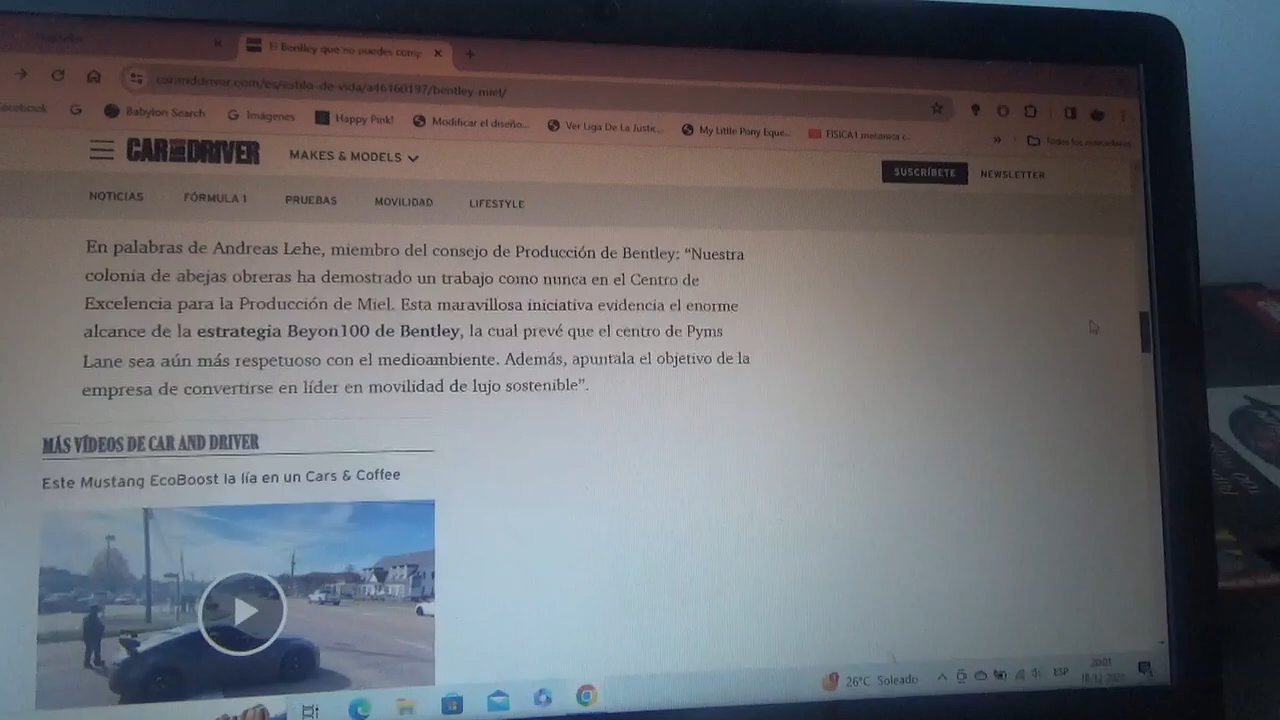 El Bentley que no puedes comp
caranddriver.com/es/estilo-de-vida/a46160197/bentley-miel/
Facebook
Babylon Search
Imágenes
Happy Pink!
Modificar el diseño...
Ver Liga De La Justic...
My Little Pony Eque...
FISICA I mecanica (...
»
Todos los marcadores
CAR AND DRIVER
MAKES & MODELS
SUSCRÍBETE
NEWSLETTER
NOTICIAS
FÓRMULA 1
PRUEBAS
MOVILIDAD
LIFESTYLE
En palabras de Andreas Lehe, miembro del consejo de Producción de Bentley: “Nuestra
colonia de abejas obreras ha demostrado un trabajo como nunca en el Centro de
Excelencia para la Producción de Miel. Esta maravillosa iniciativa evidencia el enorme
alcance de la estrategia Beyon100 de Bentley, la cual prevé que el centro de Pyms
Lane sea aún más respetuoso con el medioambiente. Además, apuntala el objetivo de la
empresa de convertirse en líder en movilidad de lujo sostenible”.
MÁS VÍDEOS DE CAR AND DRIVER
Este Mustang EcoBoost la lía en un Cars & Coffee
26°C Soleado
ESP
20:01